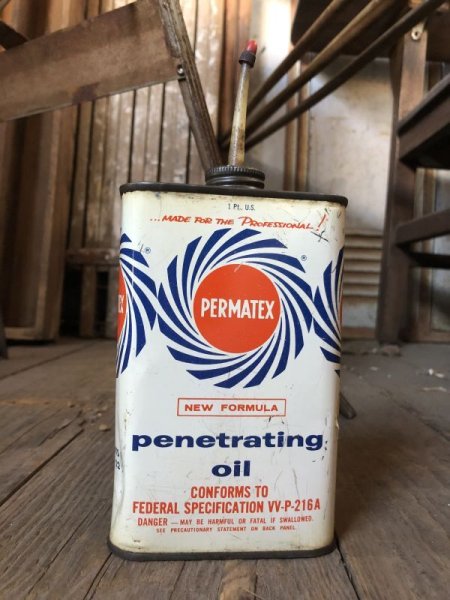 1 Pt. U.S.
...MADE FOR THE PROFESSIONAL!!
PERMATEX
®
EX
NEW FORMULA
penetrating
oil
CONFORMS TO
FEDERAL SPECIFICATION VV-P-216A
DANGER — MAY BE HARMFUL OR FATAL IF SWALLOWED.
SEE PRECAUTIONARY STATEMENT ON BACK PANEL.